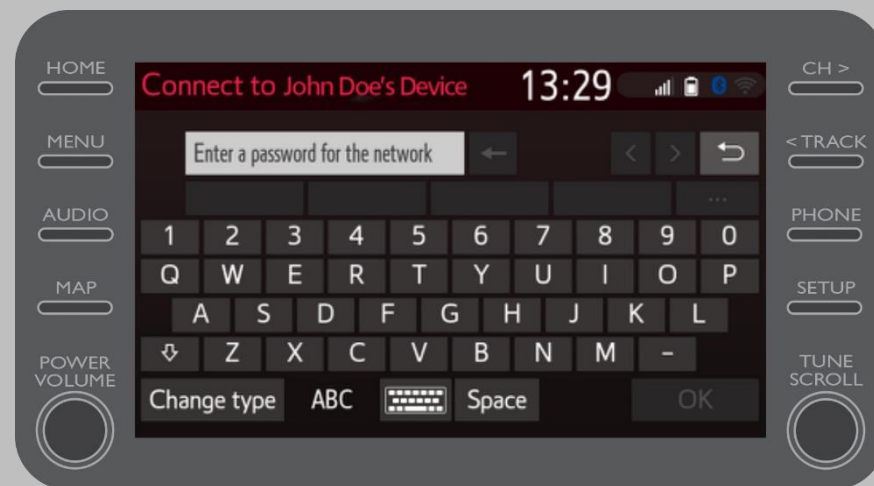 HOME
MENU
AUDIO
MAP
POWER
VOLUME
Connect to John Doe's Device 13:29
Enter a password for the network
...
1 2 3 4 5 6 7 8 9 0
Q W E R T Y U I O P
A S D F G H J K L
Z X C V B N M -
Change type ABC Space OK
CH >
< TRACK
PHONE
SETUP
TUNE
SCROLL